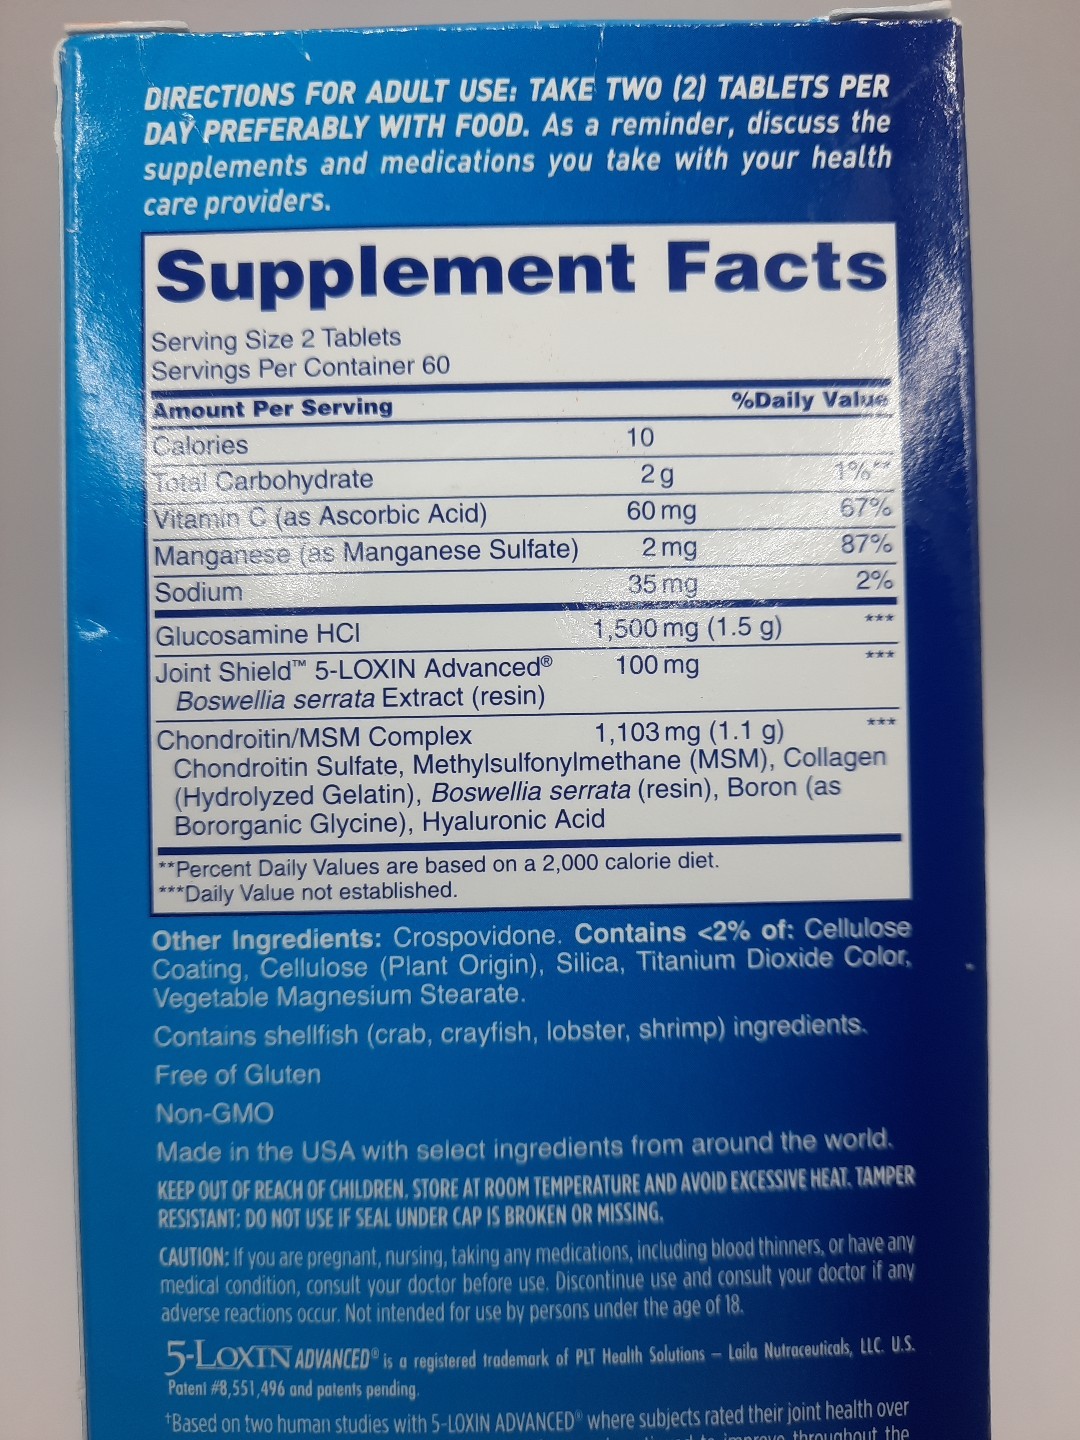 DIRECTIONS FOR ADULT USE: TAKE TWO (2) TABLETS PER
DAY PREFERABLY WITH FOOD. As a reminder, discuss the
supplements and medications you take with your health
care providers.
Supplement Facts
Serving Size 2 Tablets
Servings Per Container 60
Amount Per Serving %Daily Value
Calories 10
Total Carbohydrate 2 g 1%**
Vitamin C (as Ascorbic Acid) 60 mg 67%
Manganese (as Manganese Sulfate) 2 mg 87%
Sodium 35 mg 2%
Glucosamine HCl 1,500 mg (1.5 g) ***
Joint Shield™ 5-LOXIN Advanced® 100 mg ***
Boswellia serrata Extract (resin)
Chondroitin/MSM Complex 1,103 mg (1.1 g) ***
Chondroitin Sulfate, Methylsulfonylmethane (MSM), Collagen
(Hydrolyzed Gelatin), Boswellia serrata (resin), Boron (as
Bororganic Glycine), Hyaluronic Acid
**Percent Daily Values are based on a 2,000 calorie diet.
***Daily Value not established.
Other Ingredients: Crospovidone. Contains <2% of: Cellulose
Coating, Cellulose (Plant Origin), Silica, Titanium Dioxide Color,
Vegetable Magnesium Stearate.
Contains shellfish (crab, crayfish, lobster, shrimp) ingredients.
Free of Gluten
Non-GMO
Made in the USA with select ingredients from around the world.
KEEP OUT OF REACH OF CHILDREN. STORE AT ROOM TEMPERATURE AND AVOID EXCESSIVE HEAT. TAMPER
RESISTANT: DO NOT USE IF SEAL UNDER CAP IS BROKEN OR MISSING.
CAUTION: If you are pregnant, nursing, taking any medications, including blood thinners, or have any
medical condition, consult your doctor before use. Discontinue use and consult your doctor if any
adverse reactions occur. Not intended for use by persons under the age of 18.
5-LOXIN ADVANCED® is a registered trademark of PLT Health Solutions – Laila Nutraceuticals, LLC. U.S.
Patent #8,551,496 and patents pending.
†Based on two human studies with 5-LOXIN ADVANCED® where subjects rated their joint health over
to improve throughout the